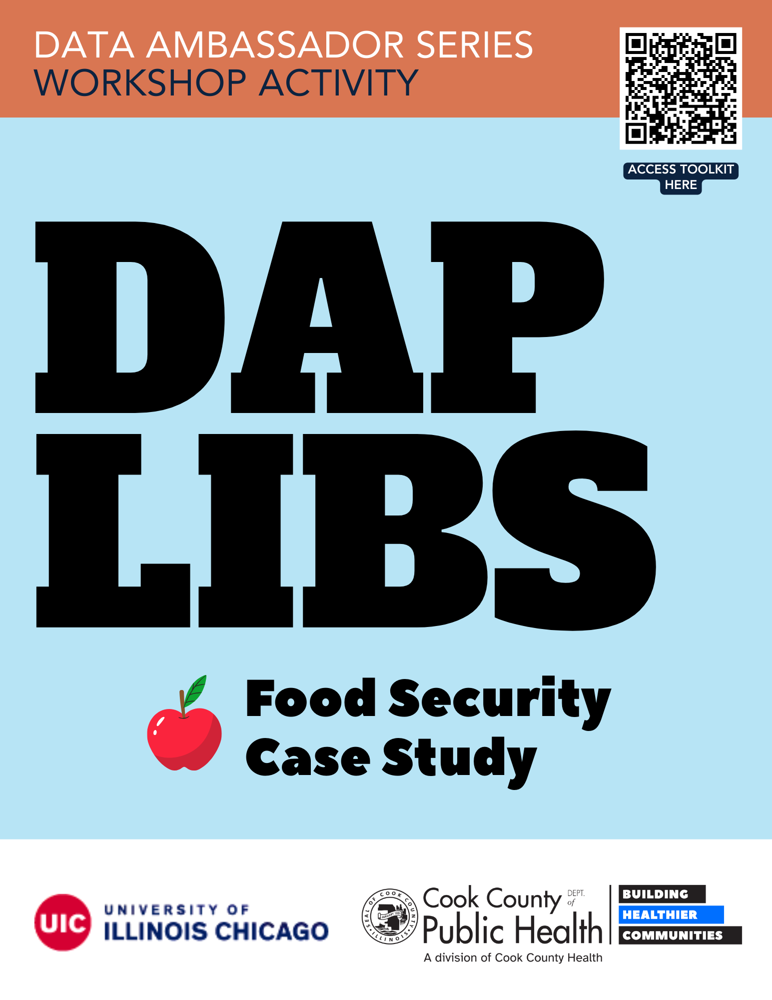 DATA AMBASSADOR SERIES
WORKSHOP ACTIVITY
ACCESS TOOLKIT
HERE
DAP
LIBS
Food Security
Case Study
UIC
UNIVERSITY OF
ILLINOIS CHICAGO
SEAL OF COOK COUNTY
• ILLINOIS •
JANUARY 1831
Cook County DEPT.
of
Public Health
A division of Cook County Health
BUILDING
HEALTHIER
COMMUNITIES